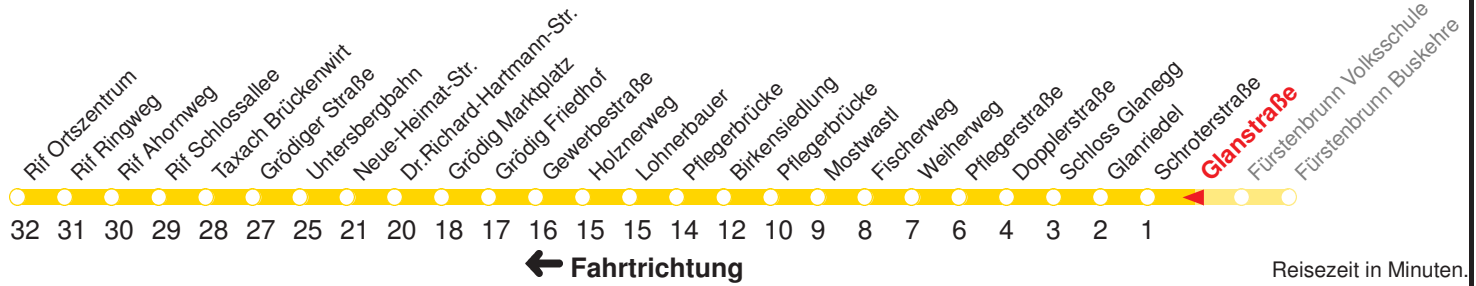 Rif Ortszentrum
Rif Ringweg
Rif Ahornweg
Rif Schlossallee
Taxach Brückenwirt
Grödiger Straße
Untersbergbahn
Neue-Heimat-Str.
Dr.Richard-Hartmann-Str.
Grödig Marktplatz
Grödig Friedhof
Gewerbestraße
Holznerweg
Lohnerbauer
Pflegerbrücke
Birkensiedlung
Pflegerbrücke
Mostwastl
Fischerweg
Weiherweg
Pflegerstraße
Dopplerstraße
Schloss Glanegg
Glanriedel
Schroterstraße
Glanstraße
Fürstenbrunn Volksschule
Fürstenbrunn Buskehre
32 31 30 29 28 27 25 21 20 18 17 16 15 15 14 12 10 9 8 7 6 4 3 2 1
Fahrtrichtung
Reisezeit in Minuten.